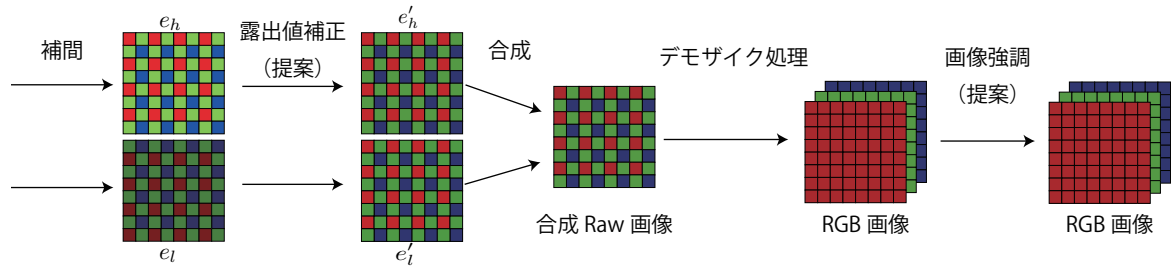 補間
e_h
露出値補正
（提案）
e'_h
合成
デモザイク処理
画像強調
（提案）
e_l
e'_l
合成 Raw 画像
RGB 画像
RGB 画像